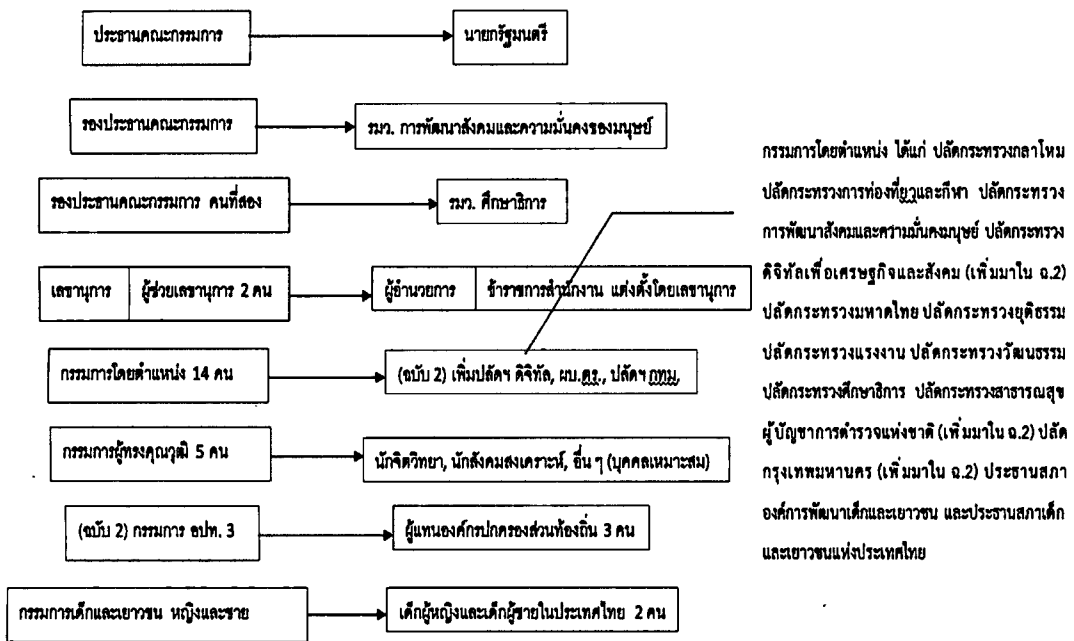 ประธานคณะกรรมการ
นายกรัฐมนตรี
รองประธานคณะกรรมการ
รมว. การพัฒนาสังคมและความมั่นคงของมนุษย์
รองประธานคณะกรรมการ คนที่สอง
รมว. ศึกษาธิการ
เลขานุการ
ผู้ช่วยเลขานุการ 2 คน
ผู้อำนวยการ
ข้าราชการสำนักงาน แต่งตั้งโดยเลขานุการ
กรรมการโดยตำแหน่ง 14 คน
(ฉบับ 2) เพิ่มปลัดฯ ดิจิทัล, ผบ.ตร., ปลัดฯ กทม,
กรรมการผู้ทรงคุณวุฒิ 5 คน
นักจิตวิทยา, นักสังคมสงเคราะห์, อื่น ๆ (บุคคลเหมาะสม)
(ฉบับ 2) กรรมการ อปท. 3
ผู้แทนองค์กรปกครองส่วนท้องถิ่น 3 คน
กรรมการเด็กและเยาวชน หญิงและชาย
เด็กผู้หญิงและเด็กผู้ชายในประเทศไทย 2 คน
กรรมการโดยตำแหน่ง ได้แก่ ปลัดกระทรวงกลาโหม
ปลัดกระทรวงการท่องที่ยวและกีฬา ปลัดกระทรวง
การพัฒนาสังคมและความมั่นคงมนุษย์ ปลัดกระทรวง
ดิจิทัลเพื่อเศรษฐกิจและสังคม (เพิ่มมาใน ฉ.2)
ปลัดกระทรวงมหาดไทย ปลัดกระทรวงยุติธรรม
ปลัดกระทรวงแรงงาน ปลัดกระทรวงวัฒนธรรม
ปลัดกระทรวงศึกษาธิการ ปลัดกระทรวงสาธารณสุข
ผู้บัญชาการตำรวจแห่งชาติ (เพิ่มมาใน ฉ.2) ปลัด
กรุงเทพมหานคร (เพิ่มมาใน ฉ.2) ประธานสภา
องค์การพัฒนาเด็กและเยาวชน และประธานสภาเด็ก
และเยาวชนแห่งประเทศไทย